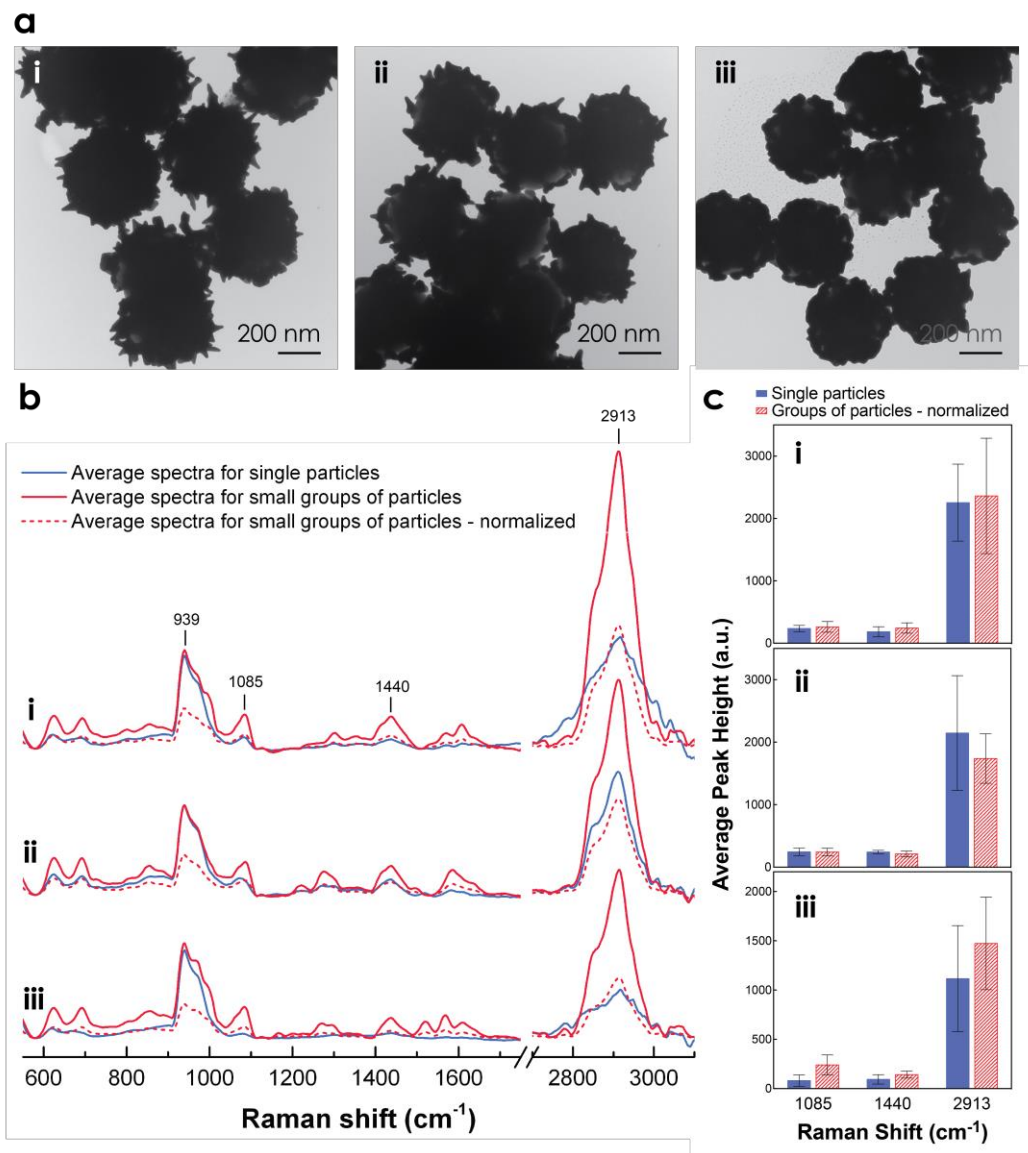 a
i
ii
iii
200 nm
200 nm
200 nm
b
2913
Average spectra for single particles
Average spectra for small groups of particles
Average spectra for small groups of particles - normalized
939
1085
1440
i
ii
iii
600 800 1000 1200 1400 1600 2800 3000
Raman shift (cm⁻¹)
c
Single particles
Groups of particles - normalized
i
3000
2000
1000
0
ii
3000
2000
1000
0
iii
2000
1500
1000
500
0
Average Peak Height (a.u.)
1085 1440 2913
Raman Shift (cm⁻¹)